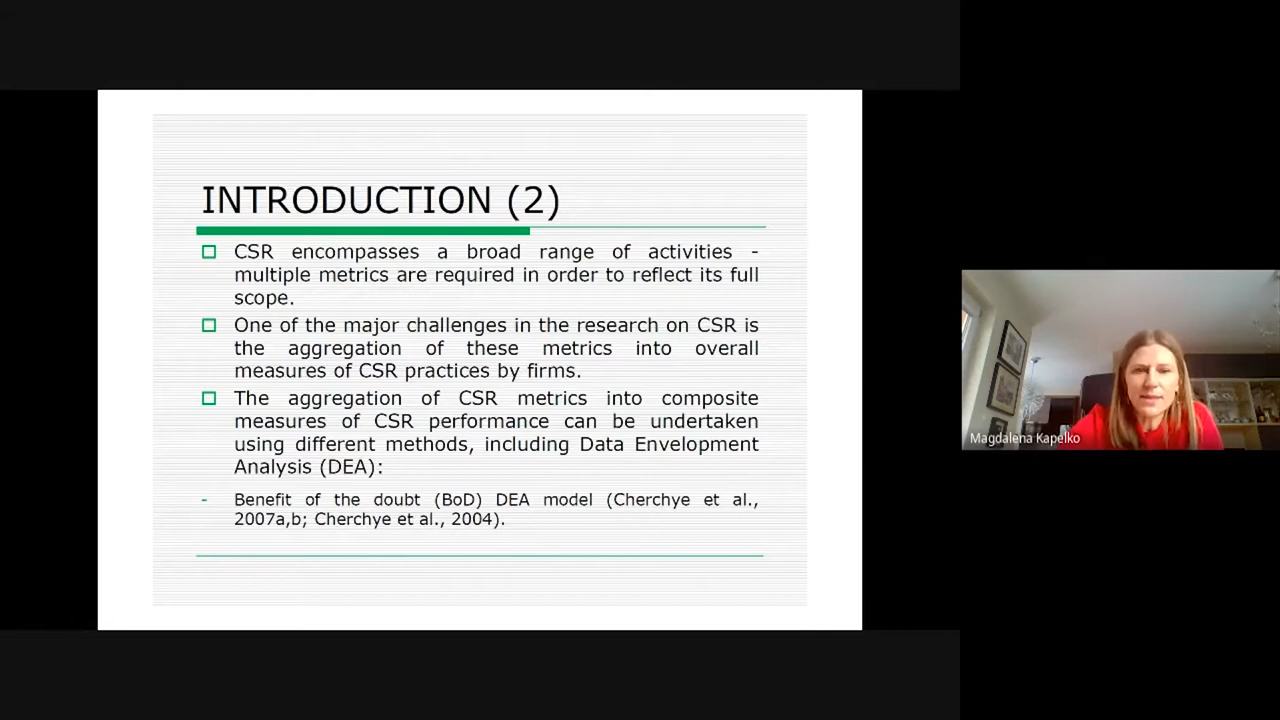 INTRODUCTION (2)
CSR encompasses a broad range of activities -
multiple metrics are required in order to reflect its full
scope.
One of the major challenges in the research on CSR is
the aggregation of these metrics into overall
measures of CSR practices by firms.
The aggregation of CSR metrics into composite
measures of CSR performance can be undertaken
using different methods, including Data Envelopment
Analysis (DEA):
- Benefit of the doubt (BoD) DEA model (Cherchye et al.,
2007a,b; Cherchye et al., 2004).
Magdalena Kapelko